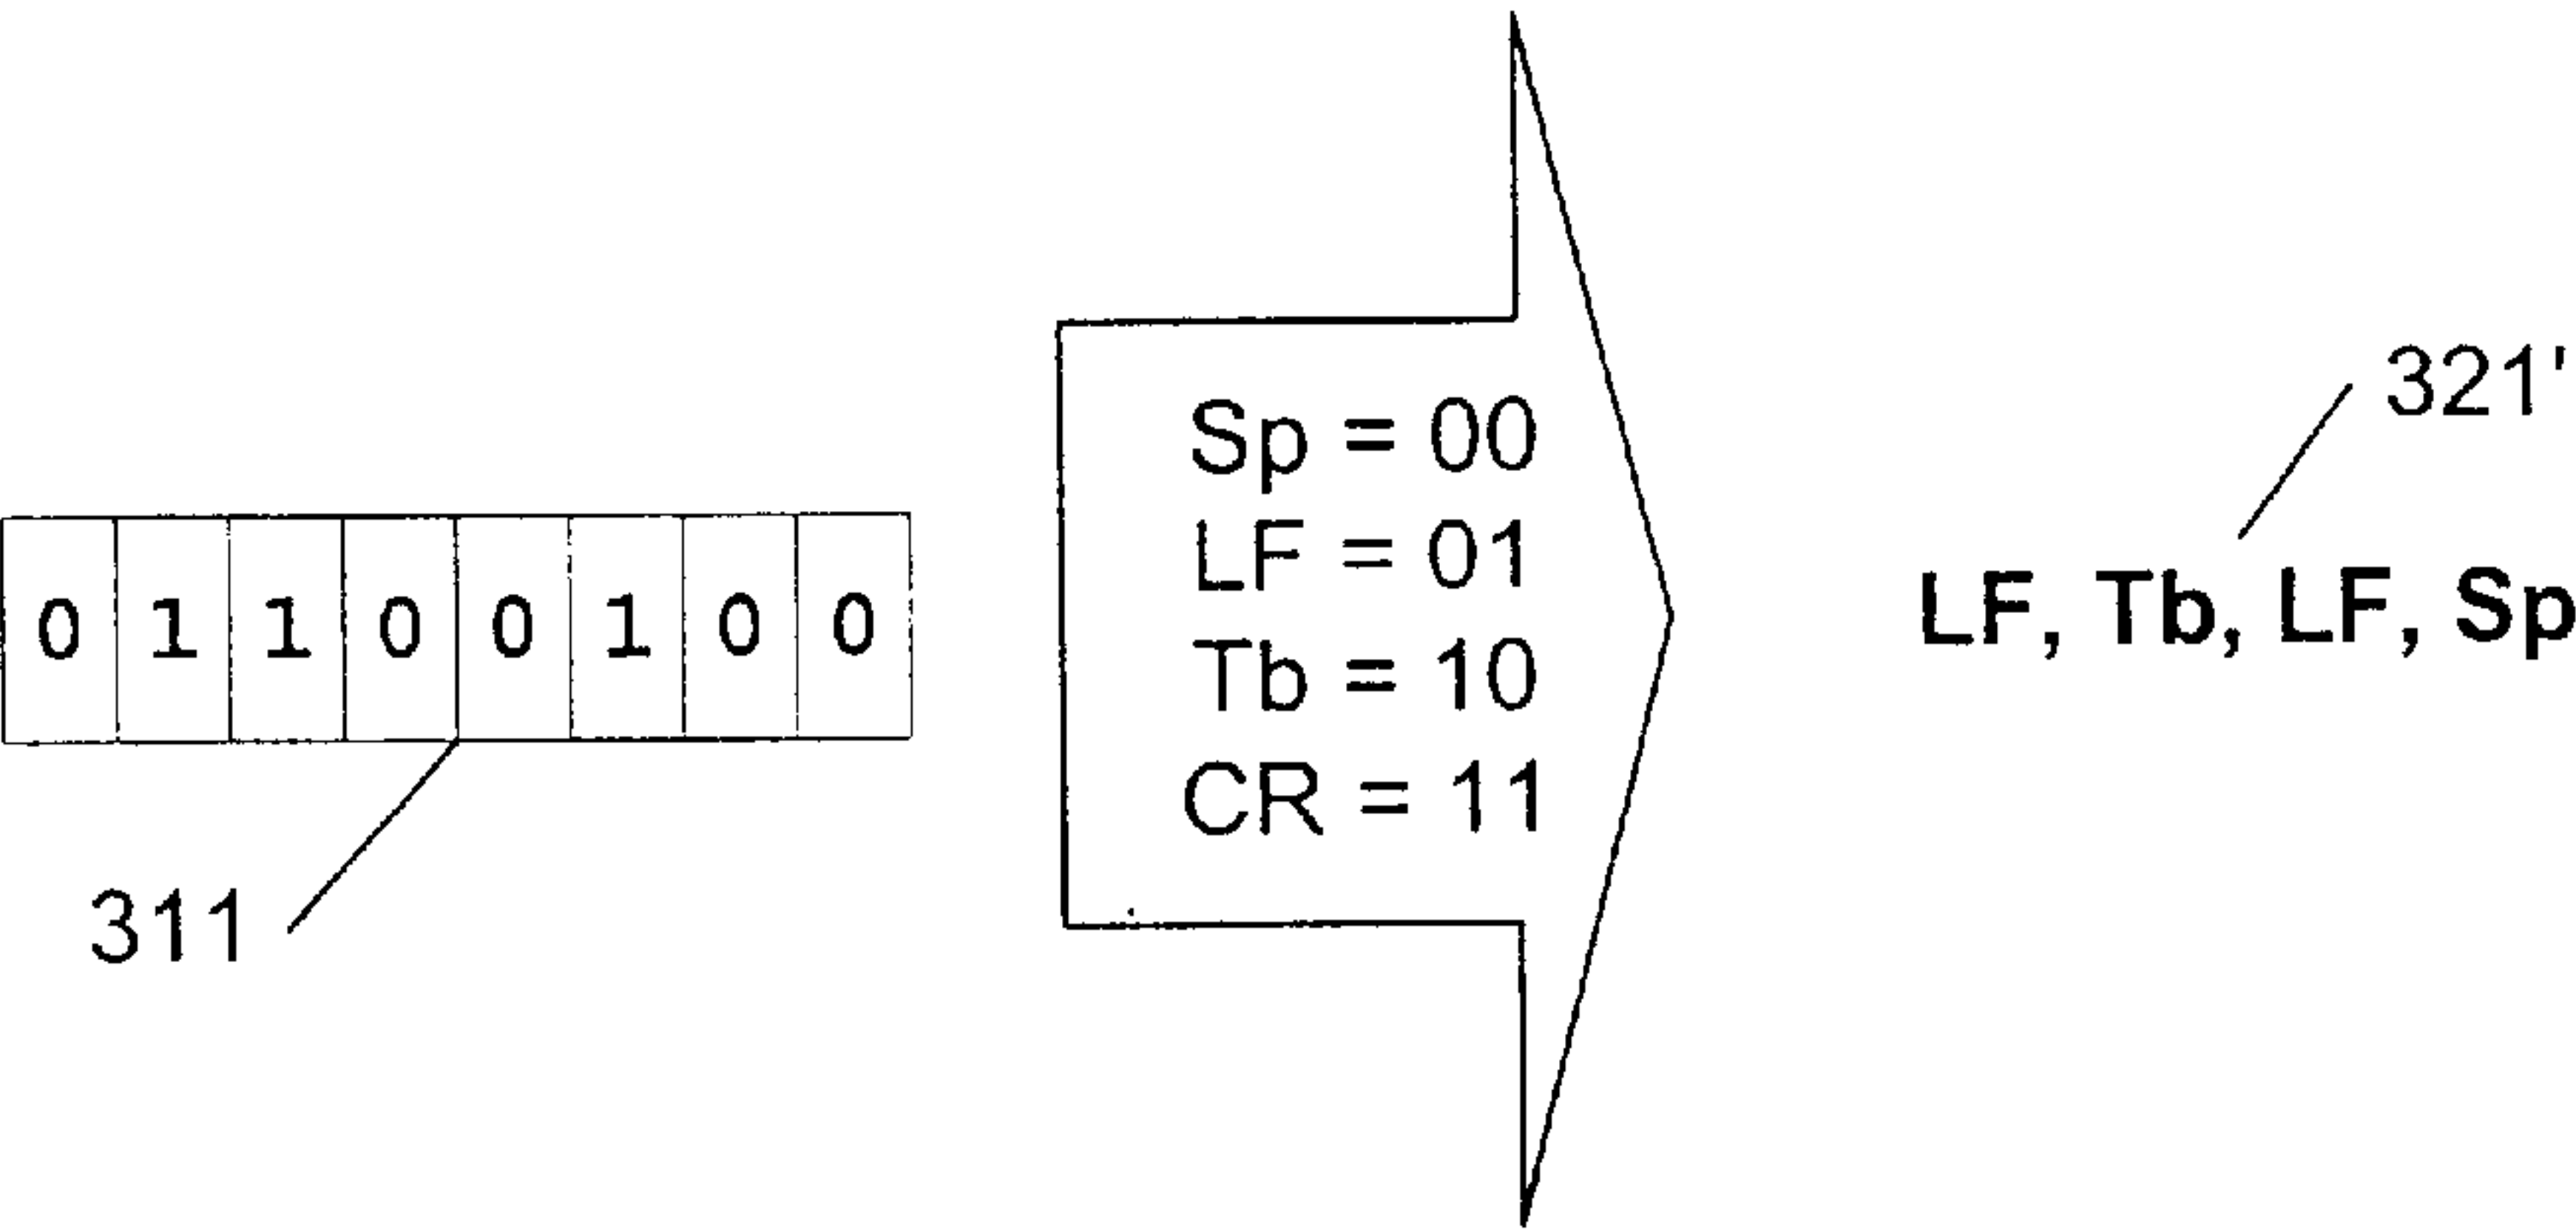 0 1 1 0 0 1 0 0
311
Sp = 00
LF = 01
Tb = 10
CR = 11
321'
LF, Tb, LF, Sp